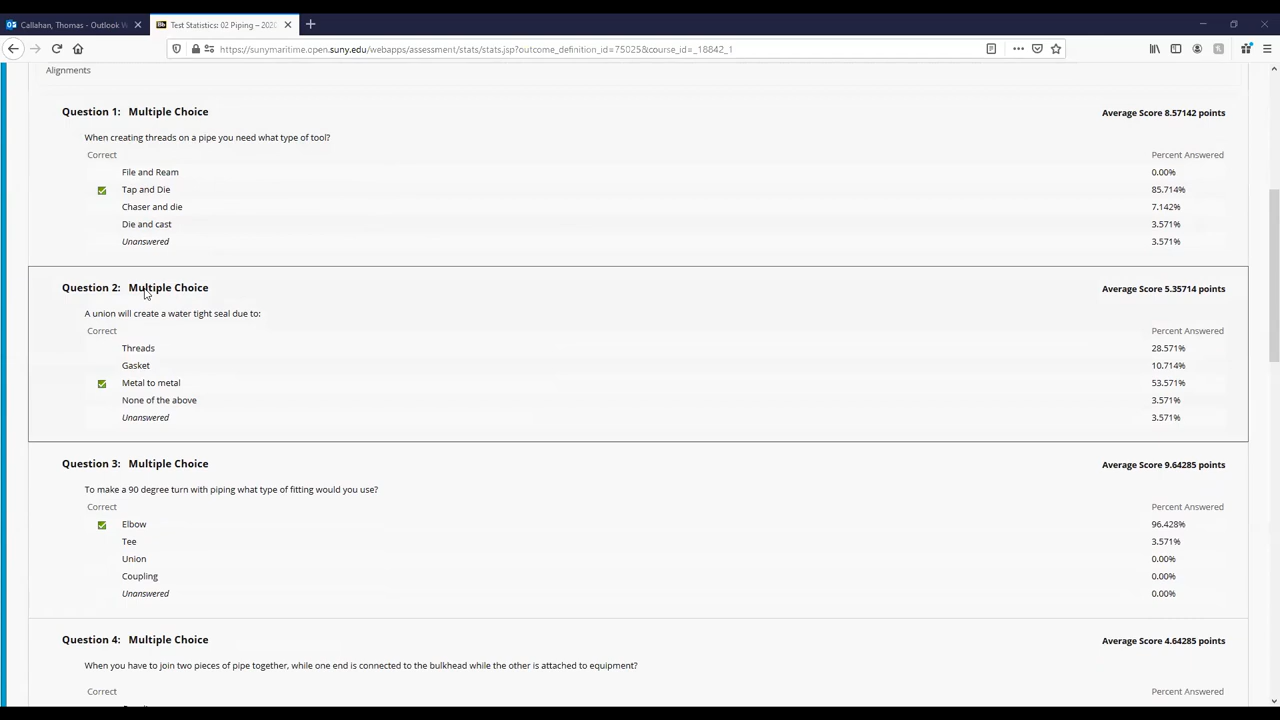 Callahan, Thomas - Outlook W
Test Statistics: 02 Piping – 2020
https://sunymaritime.open.suny.edu/webapps/assessment/stats/stats.jsp?outcome_definition_id=75025&course_id=_18842_1
Alignments
Question 1: Multiple Choice
Average Score 8.57142 points
When creating threads on a pipe you need what type of tool?
Correct
Percent Answered
File and Ream
0.00%
Tap and Die
85.714%
Chaser and die
7.142%
Die and cast
3.571%
Unanswered
3.571%
Question 2: Multiple Choice
Average Score 5.35714 points
A union will create a water tight seal due to:
Correct
Percent Answered
Threads
28.571%
Gasket
10.714%
Metal to metal
53.571%
None of the above
3.571%
Unanswered
3.571%
Question 3: Multiple Choice
Average Score 9.64285 points
To make a 90 degree turn with piping what type of fitting would you use?
Correct
Percent Answered
Elbow
96.428%
Tee
3.571%
Union
0.00%
Coupling
0.00%
Unanswered
0.00%
Question 4: Multiple Choice
Average Score 4.64285 points
When you have to join two pieces of pipe together, while one end is connected to the bulkhead while the other is attached to equipment?
Correct
Percent Answered